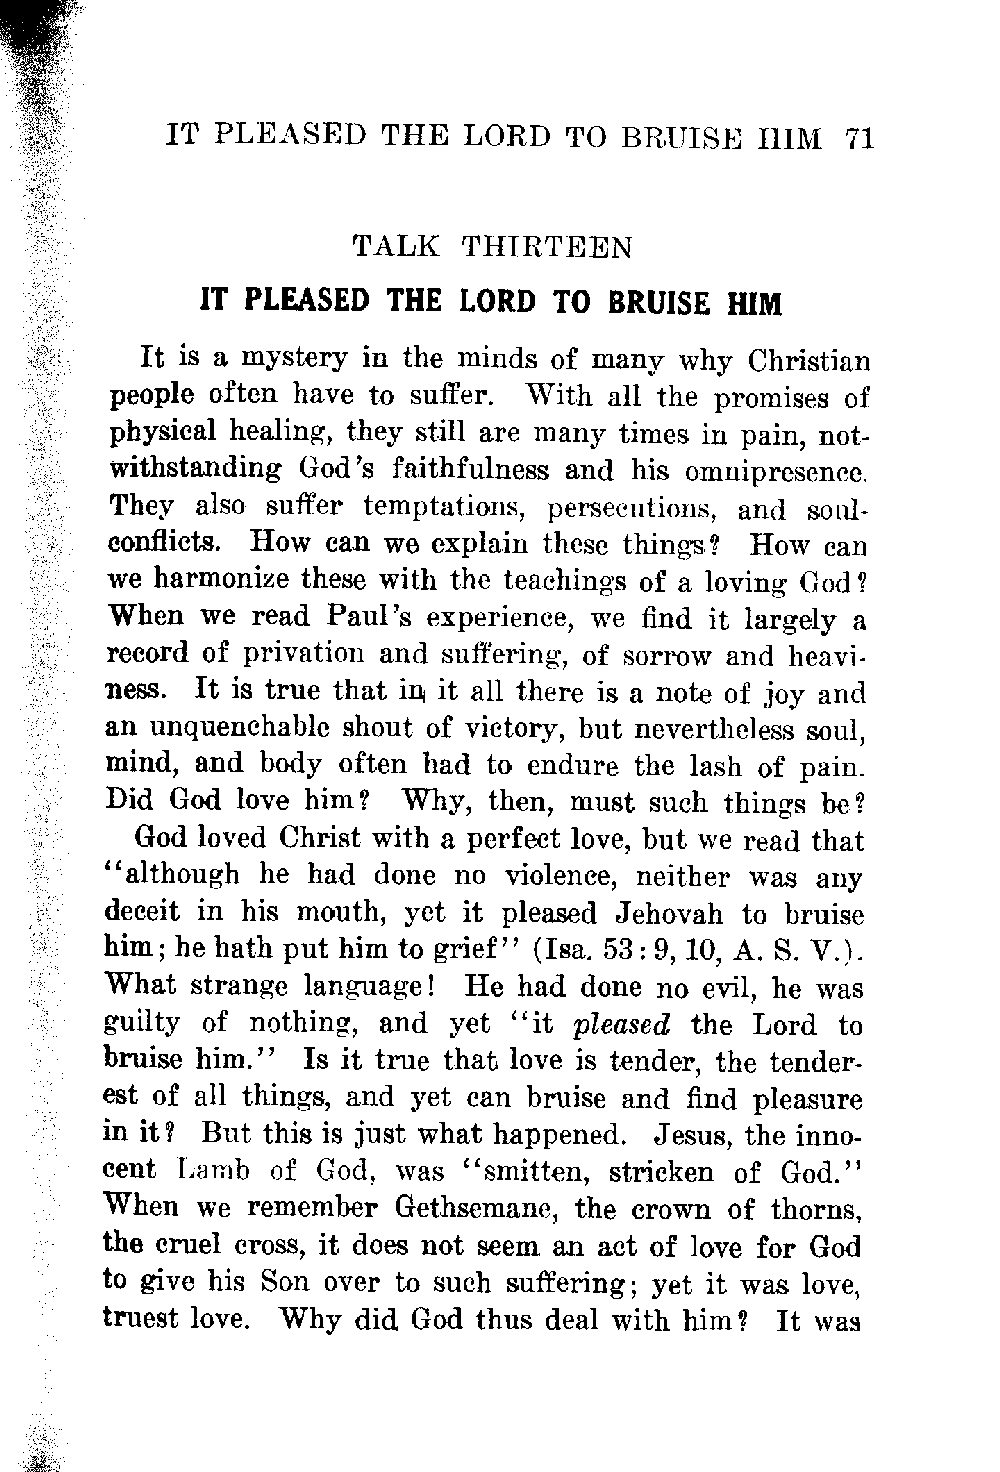 IT PLEASED THE LORD TO BRUISE HIM 71
TALK THIRTEEN
IT PLEASED THE LORD TO BRUISE HIM
It is a mystery in the minds of many why Christian
people often have to suffer. With all the promises of
physical healing, they still are many times in pain, not-
withstanding God's faithfulness and his omnipresence.
They also suffer temptations, persecutions, and soul-
conflicts. How can we explain these things? How can
we harmonize these with the teachings of a loving God?
When we read Paul's experience, we find it largely a
record of privation and suffering, of sorrow and heavi-
ness. It is true that in it all there is a note of joy and
an unquenchable shout of victory, but nevertheless soul,
mind, and body often had to endure the lash of pain.
Did God love him? Why, then, must such things be?
God loved Christ with a perfect love, but we read that
"although he had done no violence, neither was any
deceit in his mouth, yet it pleased Jehovah to bruise
him; he hath put him to grief" (Isa. 53:9, 10, A. S. V.).
What strange language! He had done no evil, he was
guilty of nothing, and yet "it pleased the Lord to
bruise him." Is it true that love is tender, the tender-
est of all things, and yet can bruise and find pleasure
in it? But this is just what happened. Jesus, the inno-
cent Lamb of God, was "smitten, stricken of God."
When we remember Gethsemane, the crown of thorns,
the cruel cross, it does not seem an act of love for God
to give his Son over to such suffering; yet it was love,
truest love. Why did God thus deal with him? It was